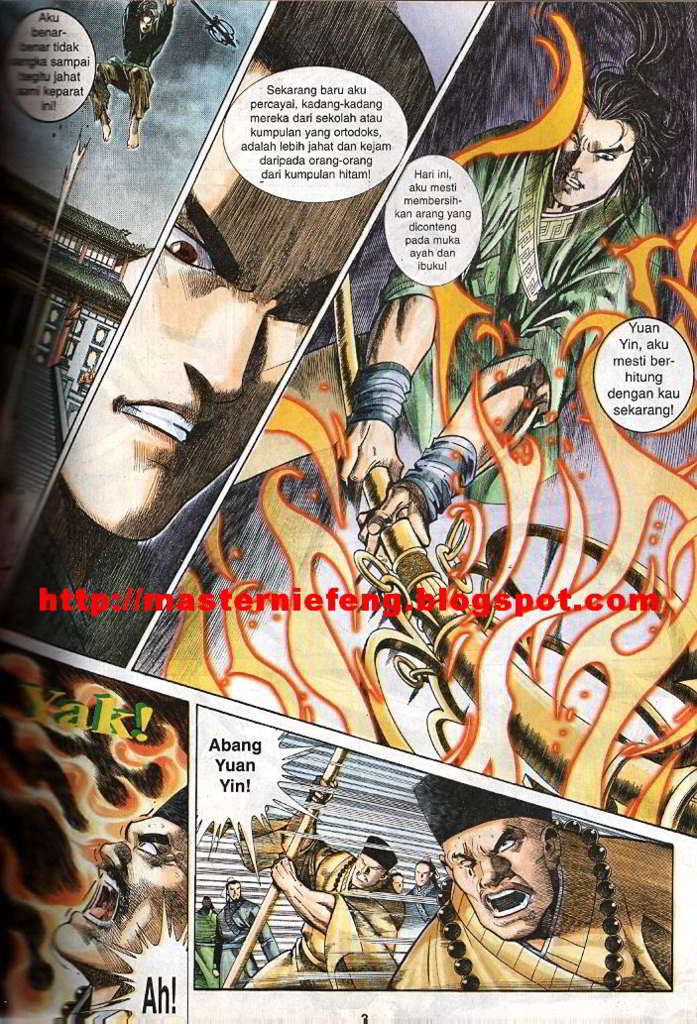 Aku
benar-
benar tidak
sangka sampai
begitu jahat
si keparat
ini!
Sekarang baru aku
percayai, kadang-kadang
mereka dari sekolah atau
kumpulan yang ortodoks,
adalah lebih jahat dan kejam
daripada orang-orang
dari kumpulan hitam!
Hari ini,
aku mesti
membersih-
kan arang yang
diconteng
pada muka
ayah dan
ibuku!
Yuan
Yin, aku
mesti ber-
hitung
dengan kau
sekarang!
http://masterniefeng.blogspot.com
Yak!
Abang
Yuan
Yin!
Ah!
3